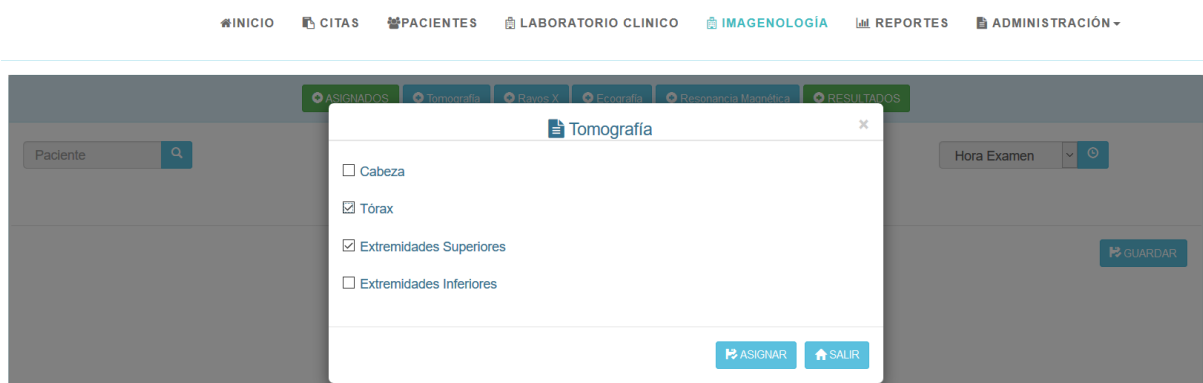 INICIO CITAS PACIENTES LABORATORIO CLINICO IMAGENOLOGÍA REPORTES ADMINISTRACIÓN
ASIGNADOS Tomografía Rayos X Ecografía Resonancia Magnética RESULTADOS
Tomografía ×
Paciente
Hora Examen
Cabeza
Tórax
Extremidades Superiores
GUARDAR
Extremidades Inferiores
ASIGNAR SALIR